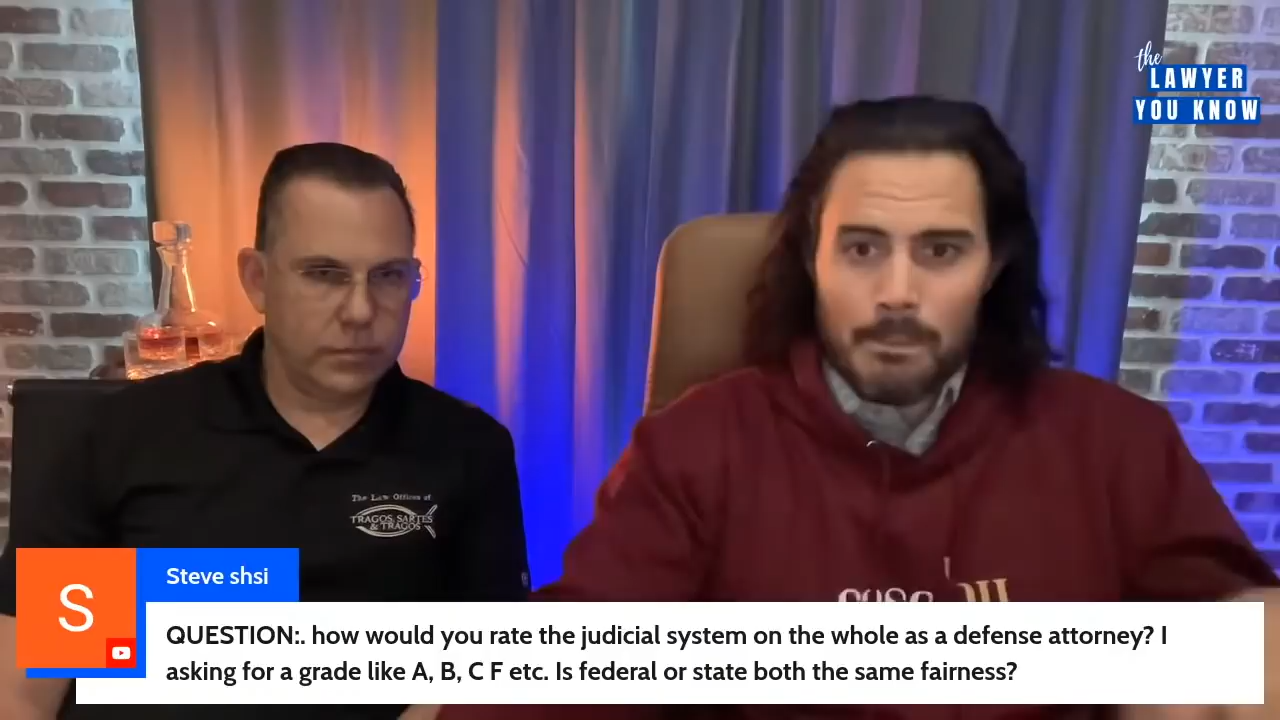 the
LAWYER
YOU KNOW
The Law Offices of
TRAGOS, SARTES
& TRAGOS
S
Steve shsi
QUESTION:. how would you rate the judicial system on the whole as a defense attorney? I
asking for a grade like A, B, C F etc. Is federal or state both the same fairness?